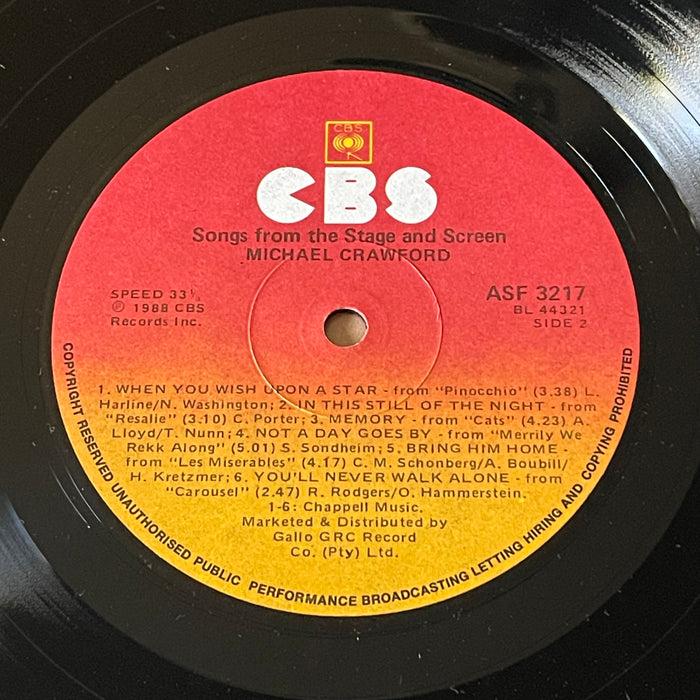 CBS
CBS
Songs from the Stage and Screen
MICHAEL CRAWFORD
SPEED 33⅓
℗ 1988 CBS
Records Inc.
ASF 3217
BL 44321
SIDE 2
1. WHEN YOU WISH UPON A STAR - from "Pinocchio" (3.38) L.
Harline/N. Washington; 2. IN THIS STILL OF THE NIGHT - from
"Resalie" (3.10) C. Porter; 3. MEMORY - from "Cats" (4.23) A.
Lloyd/T. Nunn; 4. NOT A DAY GOES BY - from "Merrily We
Rekk Along" (5.01) S. Sondheim; 5. BRING HIM HOME -
from "Les Miserables" (4.17) C. M. Schonberg/A. Boubill/
H. Kretzmer; 6. YOU'LL NEVER WALK ALONE - from
"Carousel" (2.47) R. Rodgers/O. Hammerstein.
1-6: Chappell Music.
Marketed & Distributed by
Gallo GRC Record
Co. (Pty) Ltd.
COPYRIGHT RESERVED UNAUTHORISED PUBLIC PERFORMANCE BROADCASTING LETTING HIRING AND COPYING PROHIBITED